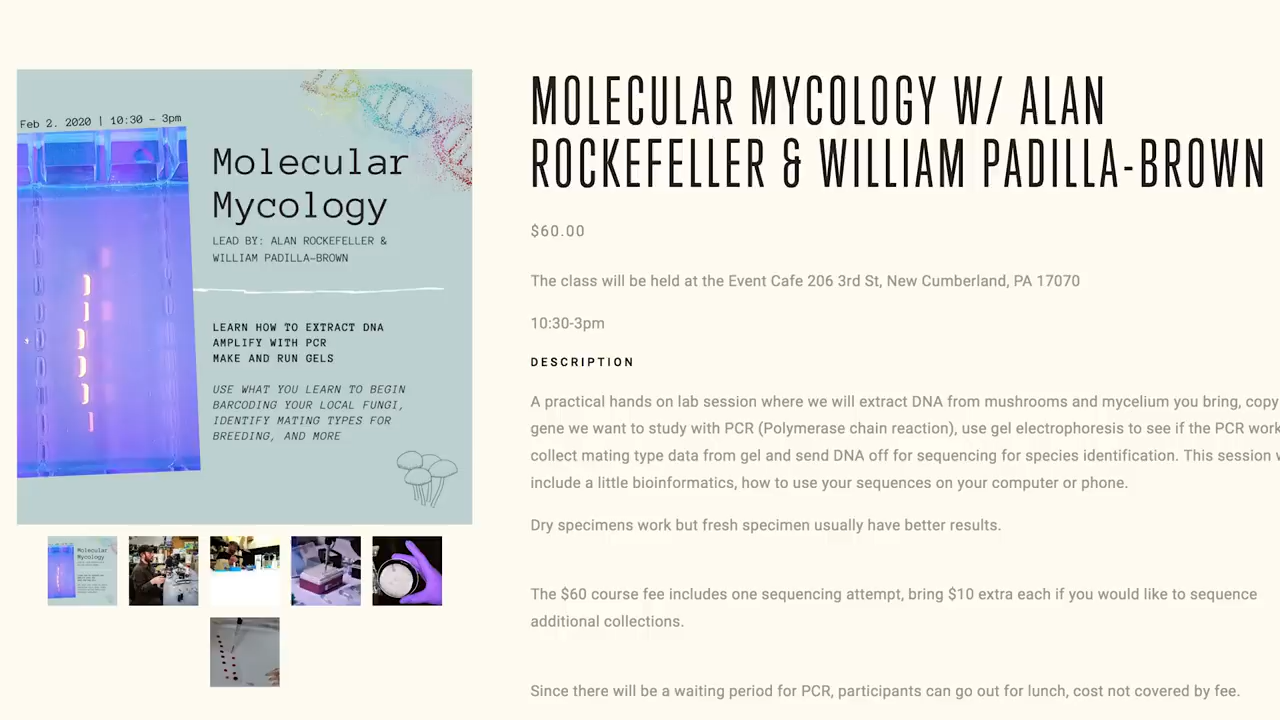 Feb 2. 2020 | 10:30 - 3pm
Molecular
Mycology
LEAD BY: ALAN ROCKEFELLER &
WILLIAM PADILLA-BROWN
LEARN HOW TO EXTRACT DNA
AMPLIFY WITH PCR
MAKE AND RUN GELS
USE WHAT YOU LEARN TO BEGIN
BARCODING YOUR LOCAL FUNGI,
IDENTIFY MATING TYPES FOR
BREEDING, AND MORE
Molecular
Mycology
MOLECULAR MYCOLOGY W/ ALAN
ROCKEFELLER & WILLIAM PADILLA-BROWN
$60.00
The class will be held at the Event Cafe 206 3rd St, New Cumberland, PA 17070
10:30-3pm
DESCRIPTION
A practical hands on lab session where we will extract DNA from mushrooms and mycelium you bring, copy
gene we want to study with PCR (Polymerase chain reaction), use gel electrophoresis to see if the PCR work
collect mating type data from gel and send DNA off for sequencing for species identification. This session
include a little bioinformatics, how to use your sequences on your computer or phone.
Dry specimens work but fresh specimen usually have better results.
The $60 course fee includes one sequencing attempt, bring $10 extra each if you would like to sequence
additional collections.
Since there will be a waiting period for PCR, participants can go out for lunch, cost not covered by fee.